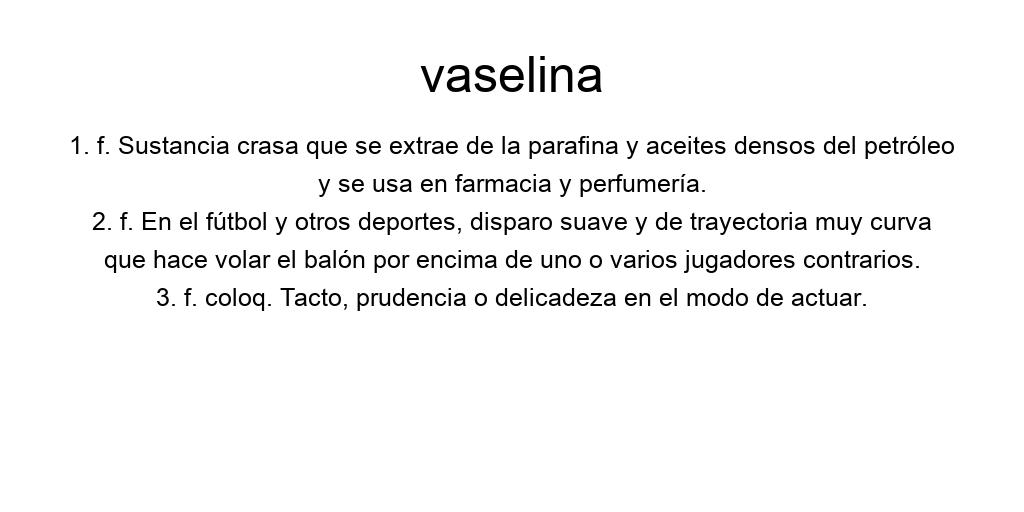 vaselina
1. f. Sustancia crasa que se extrae de la parafina y aceites densos del petróleo
y se usa en farmacia y perfumería.
2. f. En el fútbol y otros deportes, disparo suave y de trayectoria muy curva
que hace volar el balón por encima de uno o varios jugadores contrarios.
3. f. coloq. Tacto, prudencia o delicadeza en el modo de actuar.